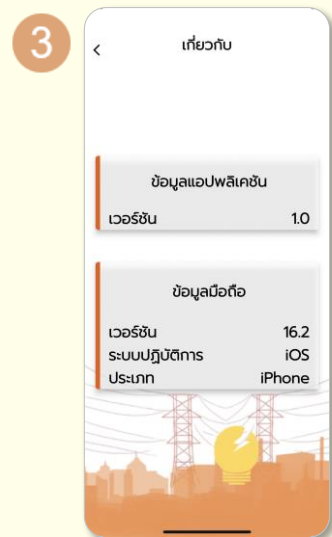 3
เกี่ยวกับ
ข้อมูลแอปพลิเคชัน
เวอร์ชัน 1.0
ข้อมูลมือถือ
เวอร์ชัน 16.2
ระบบปฏิบัติการ iOS
ประเภท iPhone